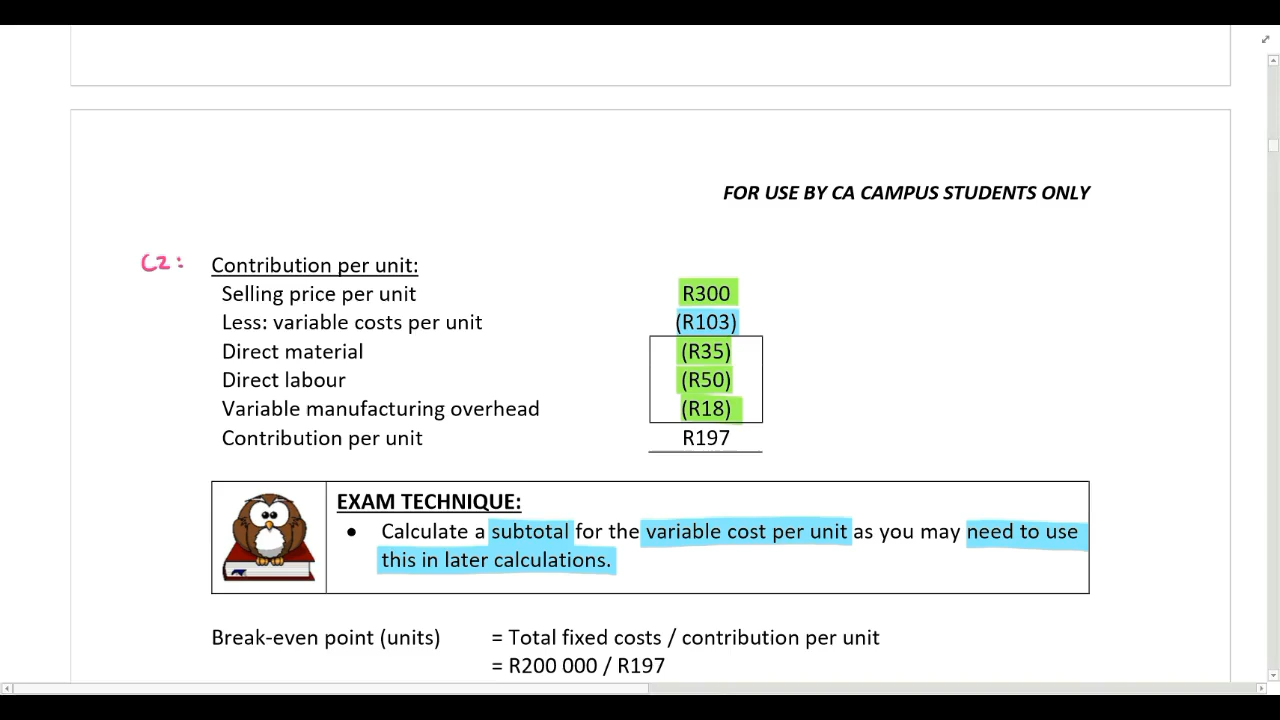 FOR USE BY CA CAMPUS STUDENTS ONLY
C2:
Contribution per unit:
Selling price per unit R300
Less: variable costs per unit (R103)
Direct material (R35)
Direct labour (R50)
Variable manufacturing overhead (R18)
Contribution per unit R197
EXAM TECHNIQUE:
• Calculate a subtotal for the variable cost per unit as you may need to use
this in later calculations.
Break-even point (units) = Total fixed costs / contribution per unit
= R200 000 / R197